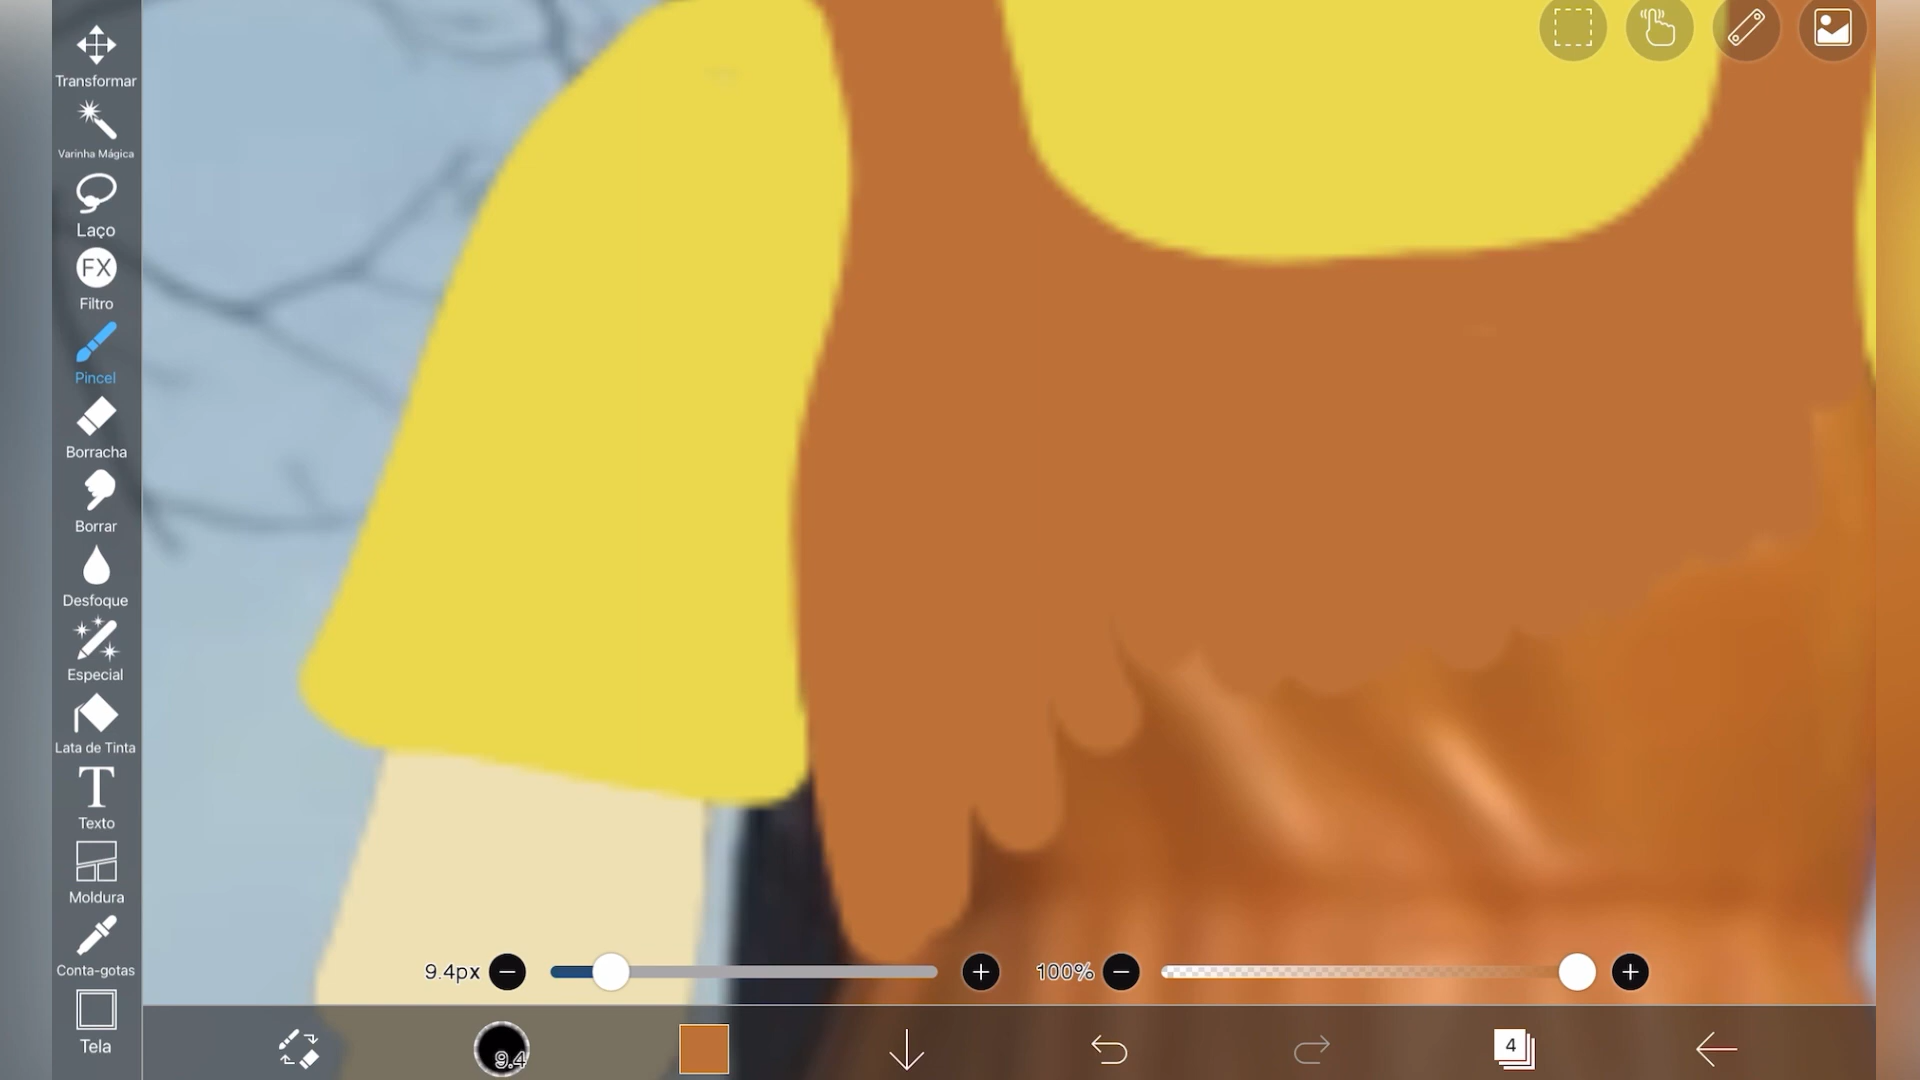 Transformar
Varinha Mágica
Laço
FX
Filtro
Pincel
Borracha
Borrar
Desfoque
Especial
Lata de Tinta
T
Texto
Moldura
Conta-gotas
Tela
9.4px
100%
9.4
4